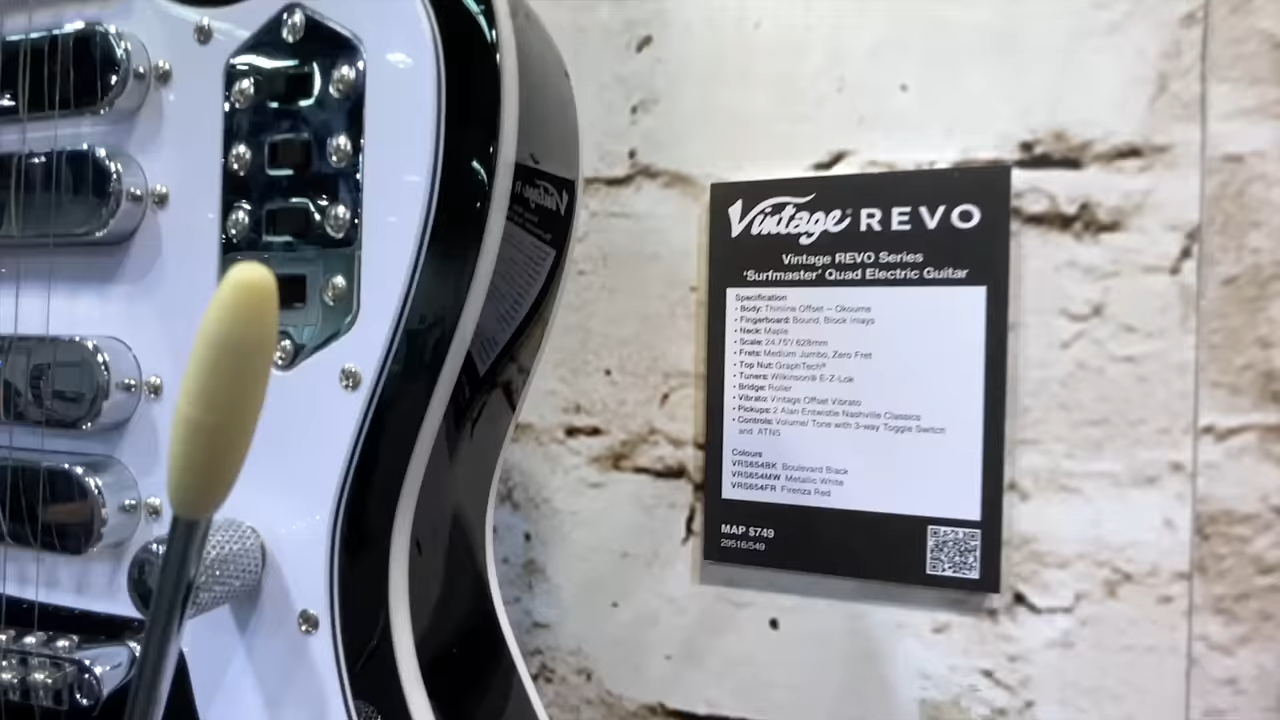 Vintage® REVO
Vintage REVO Series
'Surfmaster' Quad Electric Guitar
Specification
• Body: Thinline Offset – Okoume
• Fingerboard: Bound, Block Inlays
• Neck: Maple
• Scale: 24.75"/ 628mm
• Frets: Medium Jumbo, Zero Fret
• Top Nut: GraphTech®
• Tuners: Wilkinson® E-Z-Lok
• Bridge: Roller
• Vibrato: Vintage Offset Vibrato
• Pickups: 2 Alan Entwistle Nashville Classics
• Controls: Volume/ Tone with 3-way Toggle Switch
and ATN5
Colours
VRS654BK Boulevard Black
VRS654MW Metallic White
VRS654FR Firenza Red
MAP $749
29516/549